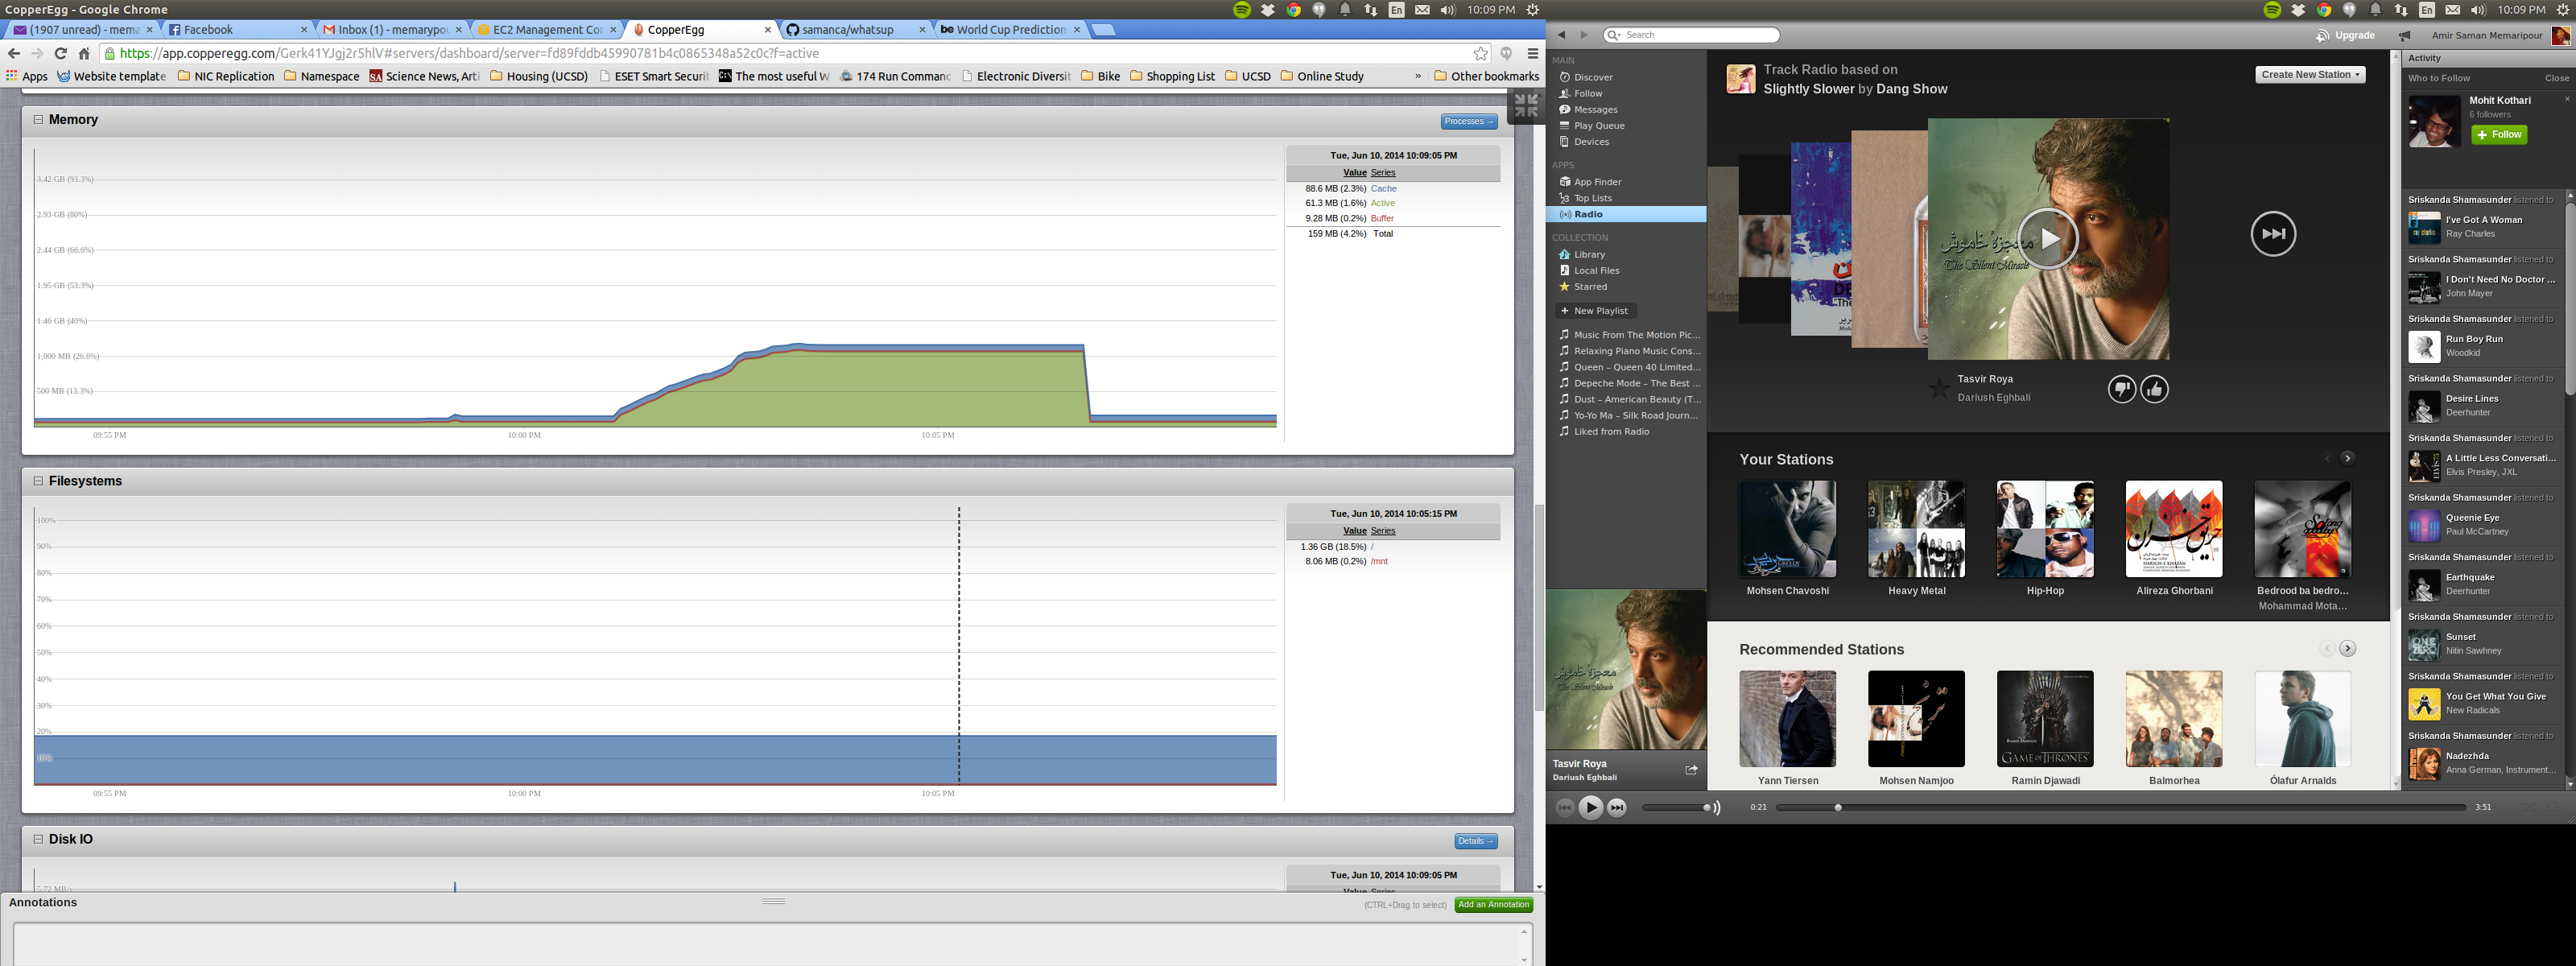 CopperEgg - Google Chrome
En
10:09 PM
En
10:09 PM
(1907 unread) - mema
Facebook
Inbox (1) - memarypou
EC2 Management Con
CopperEgg
samanca/whatsup
World Cup Prediction
https://app.copperegg.com/Gerk41YJgj2r5hlV#servers/dashboard/server=fd89fddb45990781b4c0865348a52c0c?f=active
Apps
Website template
NIC Replication
Namespace
Science News, Arti
Housing (UCSD)
ESET Smart Securit
The most useful W
174 Run Comman
Electronic Diversit
Bike
Shopping List
UCSD
Online Study
»
Other bookmarks
Memory
Processes →
3.42 GB (93.3%)
2.93 GB (80%)
2.44 GB (66.6%)
1.95 GB (53.3%)
1.46 GB (40%)
1,000 MB (26.6%)
500 MB (13.3%)
09:55 PM
10:00 PM
10:05 PM
Tue, Jun 10, 2014 10:09:05 PM
Value Series
88.6 MB (2.3%) Cache
61.3 MB (1.6%) Active
9.28 MB (0.2%) Buffer
159 MB (4.2%) Total
Filesystems
100%
90%
80%
70%
60%
50%
40%
30%
20%
10%
09:55 PM
10:00 PM
10:05 PM
Tue, Jun 10, 2014 10:05:15 PM
Value Series
1.36 GB (18.5%) /
8.06 MB (0.2%) /mnt
Disk IO
Details →
5.72 MB/s
Tue, Jun 10, 2014 10:09:05 PM
Value Series
Annotations
(CTRL+Drag to select)
Add an Annotation
Search
Upgrade
Amir Saman Memaripour
MAIN
Discover
Follow
Messages
Play Queue
Devices
APPS
App Finder
Top Lists
Radio
COLLECTION
Library
Local Files
Starred
+ New Playlist
Music From The Motion Pic...
Relaxing Piano Music Cons...
Queen – Queen 40 Limited...
Depeche Mode – The Best ...
Dust – American Beauty (T...
Yo-Yo Ma – Silk Road Journ...
Liked from Radio
Tasvir Roya
Dariush Eghbali
Track Radio based on
Slightly Slower by Dang Show
Create New Station
معجزهٔ خاموش
The Silent Miracle
Tasvir Roya
Dariush Eghbali
Your Stations
Mohsen Chavoshi
Heavy Metal
Hip-Hop
Alireza Ghorbani
Bedrood ba bedro...
Mohammad Mota...
Recommended Stations
GAME OF THRONES
Yann Tiersen
Mohsen Namjoo
Ramin Djawadi
Balmorhea
Ólafur Arnalds
0:21
3:51
Activity
Who to Follow
Close
Mohit Kothari
6 followers
+ Follow
Sriskanda Shamasunder listened to
I've Got A Woman
Ray Charles
Sriskanda Shamasunder listened to
I Don't Need No Doctor ...
John Mayer
Sriskanda Shamasunder listened to
Run Boy Run
Woodkid
Sriskanda Shamasunder listened to
Desire Lines
Deerhunter
Sriskanda Shamasunder listened to
A Little Less Conversati...
Elvis Presley, JXL
Sriskanda Shamasunder listened to
Queenie Eye
Paul McCartney
Sriskanda Shamasunder listened to
Earthquake
Deerhunter
Sriskanda Shamasunder listened to
Sunset
Nitin Sawhney
Sriskanda Shamasunder listened to
You Get What You Give
New Radicals
Sriskanda Shamasunder listened to
Nadezhda
Anna German, Instrument...